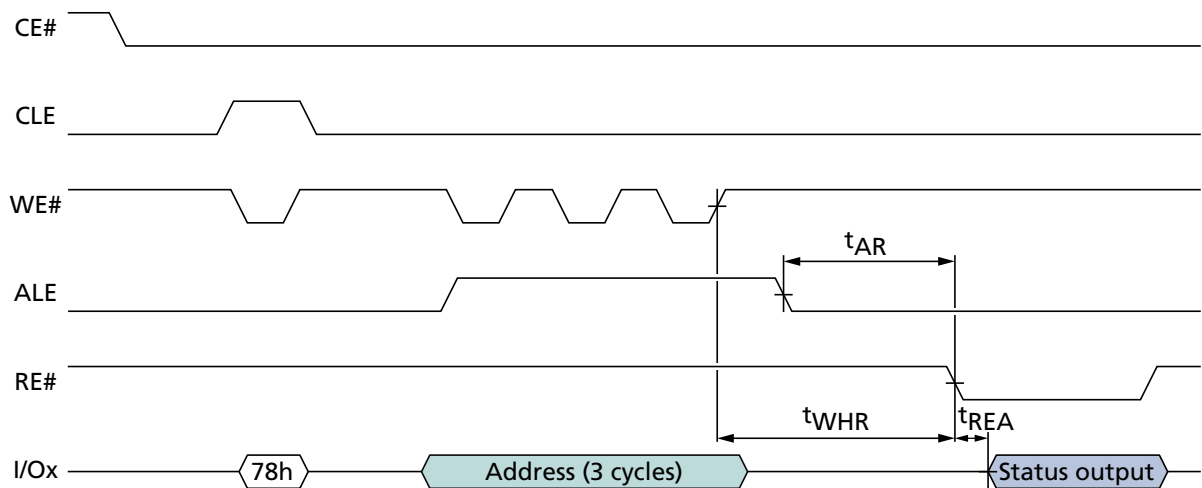 CE#
CLE
WE#
tAR
ALE
RE#
tWHR
tREA
I/Ox
78h
Address (3 cycles)
Status output